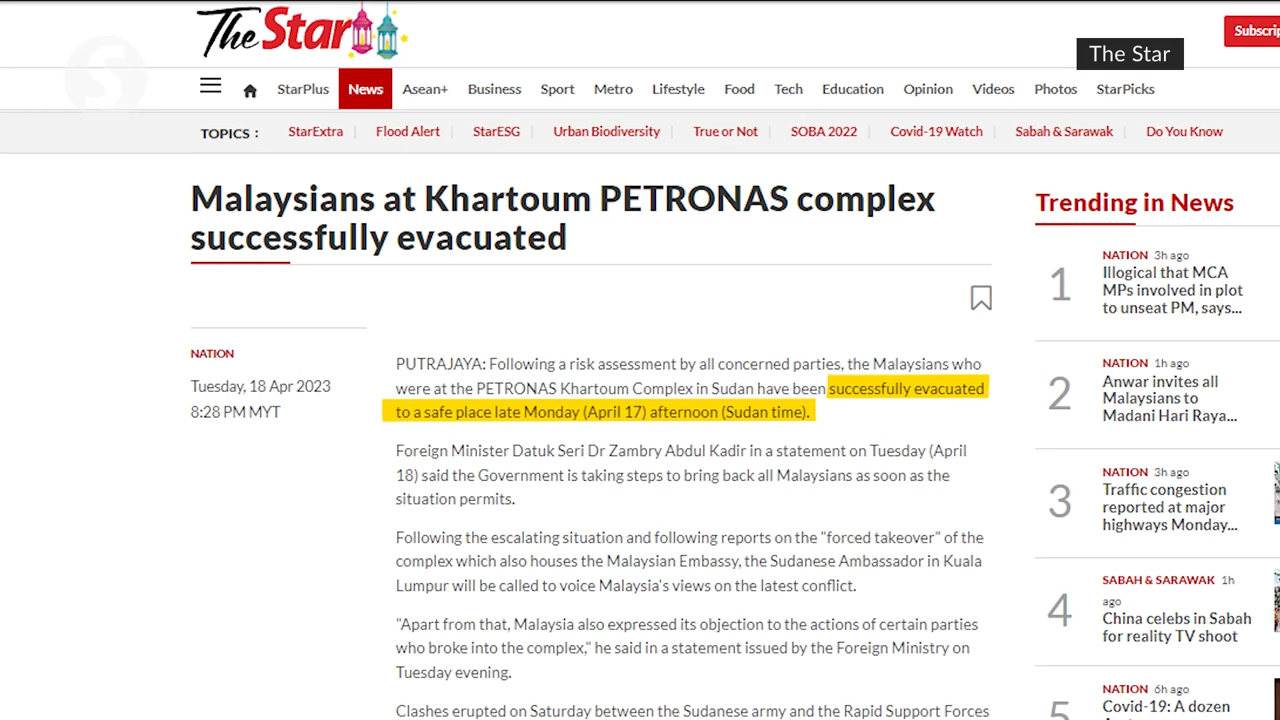 The Star
Subscrip
The Star
StarPlus News Asean+ Business Sport Metro Lifestyle Food Tech Education Opinion Videos Photos StarPicks
TOPICS : StarExtra Flood Alert StarESG Urban Biodiversity True or Not SOBA 2022 Covid-19 Watch Sabah & Sarawak Do You Know
Malaysians at Khartoum PETRONAS complex
successfully evacuated
NATION
Tuesday, 18 Apr 2023
8:28 PM MYT
PUTRAJAYA: Following a risk assessment by all concerned parties, the Malaysians who
were at the PETRONAS Khartoum Complex in Sudan have been successfully evacuated
to a safe place late Monday (April 17) afternoon (Sudan time).
Foreign Minister Datuk Seri Dr Zambry Abdul Kadir in a statement on Tuesday (April
18) said the Government is taking steps to bring back all Malaysians as soon as the
situation permits.
Following the escalating situation and following reports on the "forced takeover" of the
complex which also houses the Malaysian Embassy, the Sudanese Ambassador in Kuala
Lumpur will be called to voice Malaysia's views on the latest conflict.
"Apart from that, Malaysia also expressed its objection to the actions of certain parties
who broke into the complex," he said in a statement issued by the Foreign Ministry on
Tuesday evening.
Clashes erupted on Saturday between the Sudanese army and the Rapid Support Forces
Trending in News
1
NATION 3h ago
Illogical that MCA
MPs involved in plot
to unseat PM, says...
2
NATION 1h ago
Anwar invites all
Malaysians to
Madani Hari Raya...
3
NATION 3h ago
Traffic congestion
reported at major
highways Monday...
4
SABAH & SARAWAK 1h
ago
China celebs in Sabah
for reality TV shoot
5
NATION 6h ago
Covid-19: A dozen